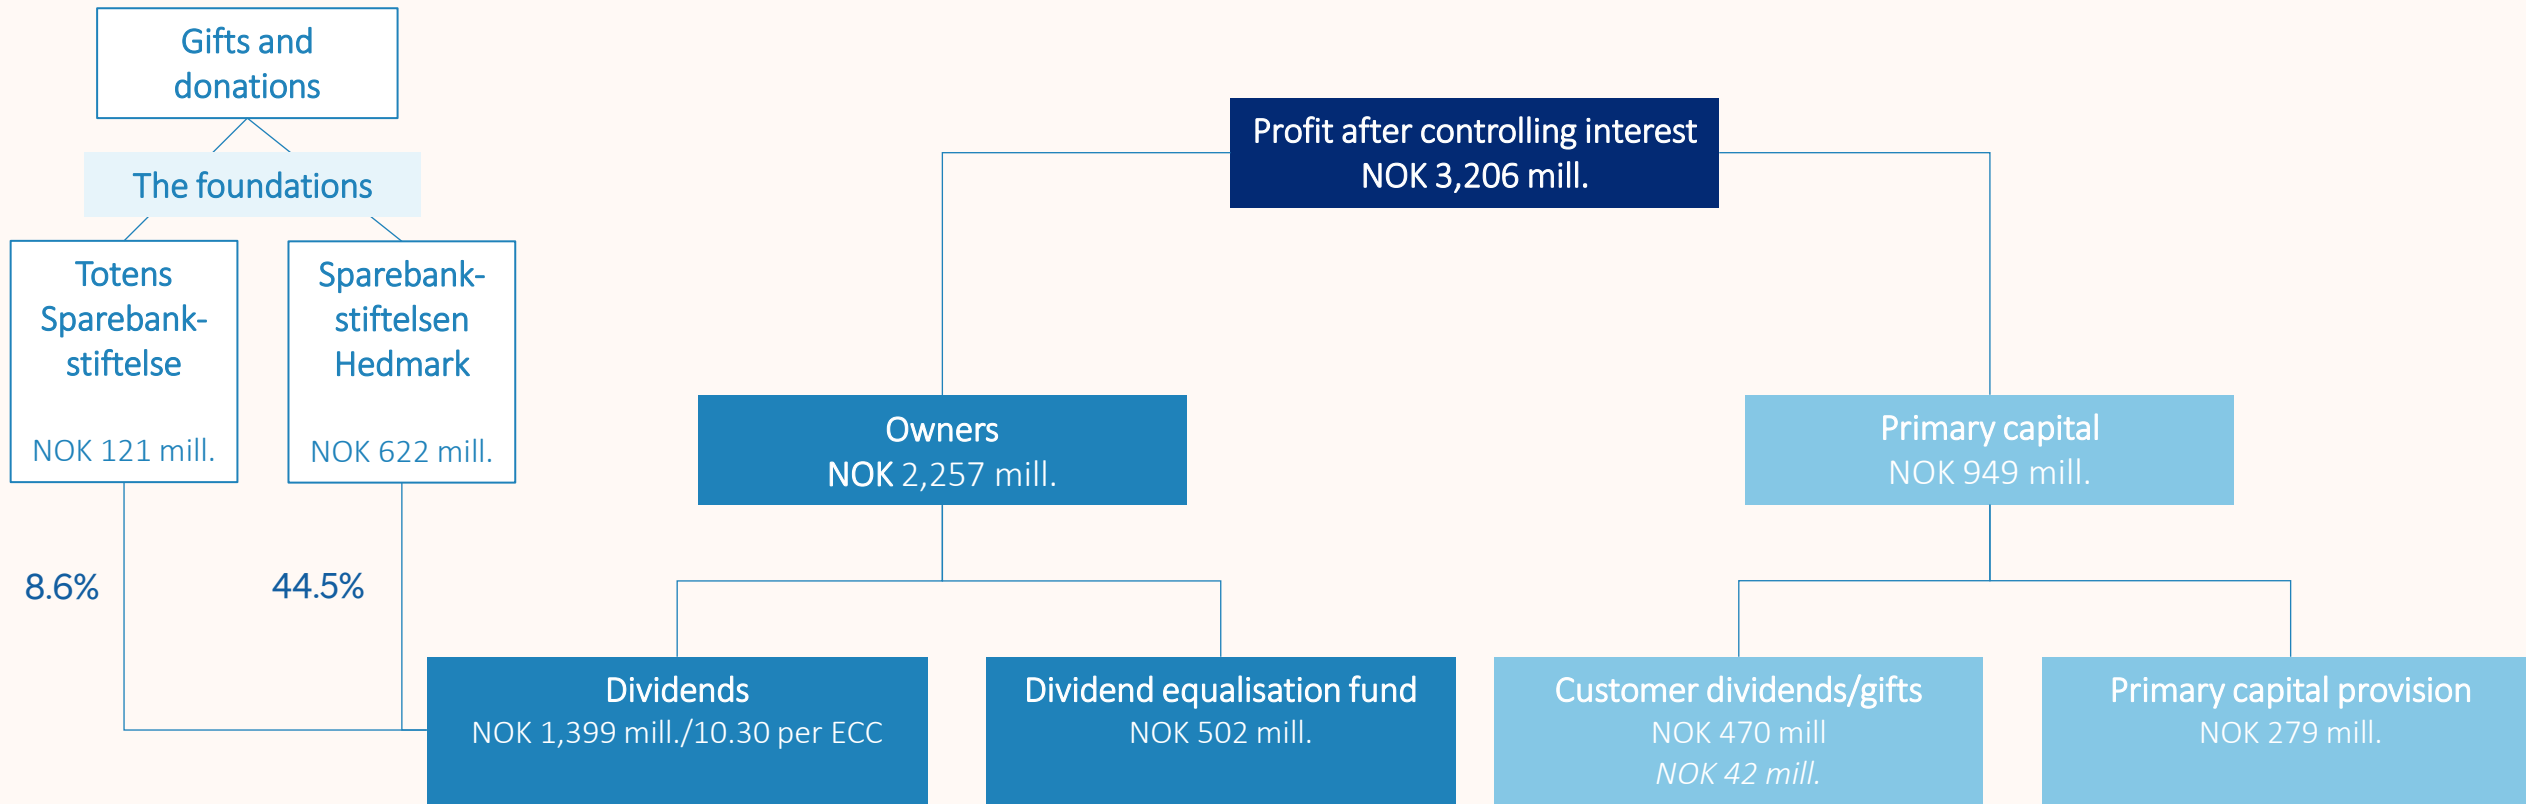 Gifts and
donations
The foundations
Totens
Sparebank-
stiftelse
NOK 121 mill.
Sparebank-
stiftelsen
Hedmark
NOK 622 mill.
8.6%
44.5%
Profit after controlling interest
NOK 3,206 mill.
Owners
NOK 2,257 mill.
Primary capital
NOK 949 mill.
Dividends
NOK 1,399 mill./10.30 per ECC
Dividend equalisation fund
NOK 502 mill.
Customer dividends/gifts
NOK 470 mill
NOK 42 mill.
Primary capital provision
NOK 279 mill.